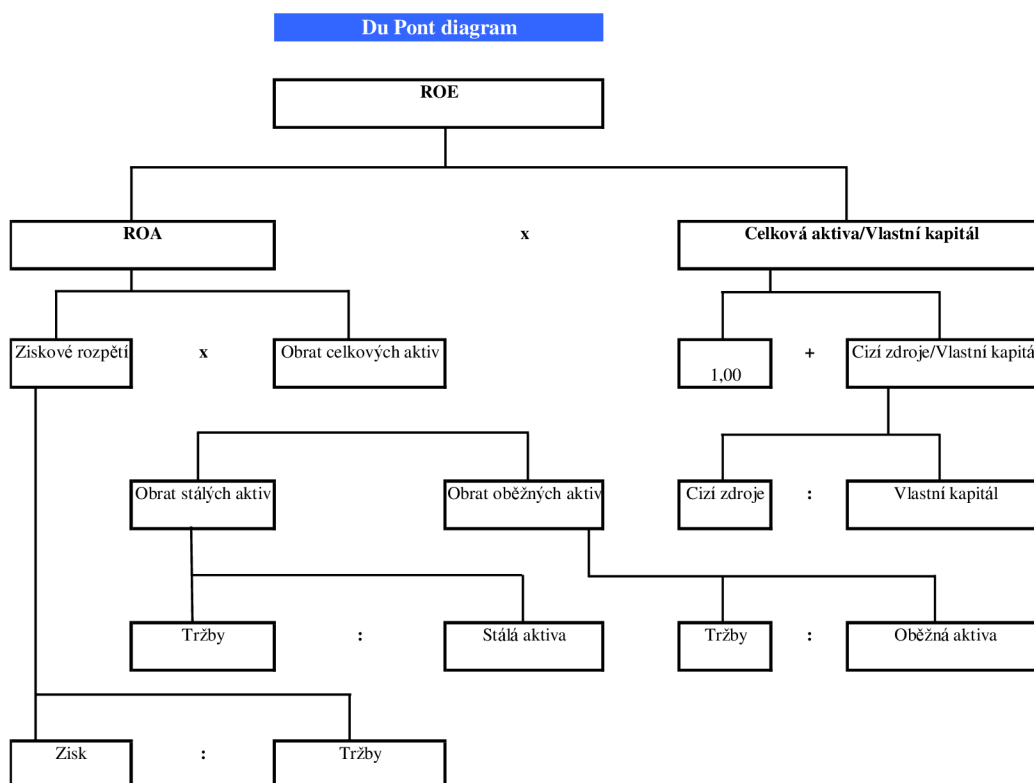 Du Pont diagram
ROE
ROA x Celková aktiva/Vlastní kapitál
Ziskové rozpětí x Obrat celkových aktiv 1,00 + Cizí zdroje/Vlastní kapitá
Obrat stálých aktiv Obrat oběžných aktiv Cizí zdroje : Vlastní kapitál
Tržby : Stálá aktiva Tržby : Oběžná aktiva
Zisk : Tržby